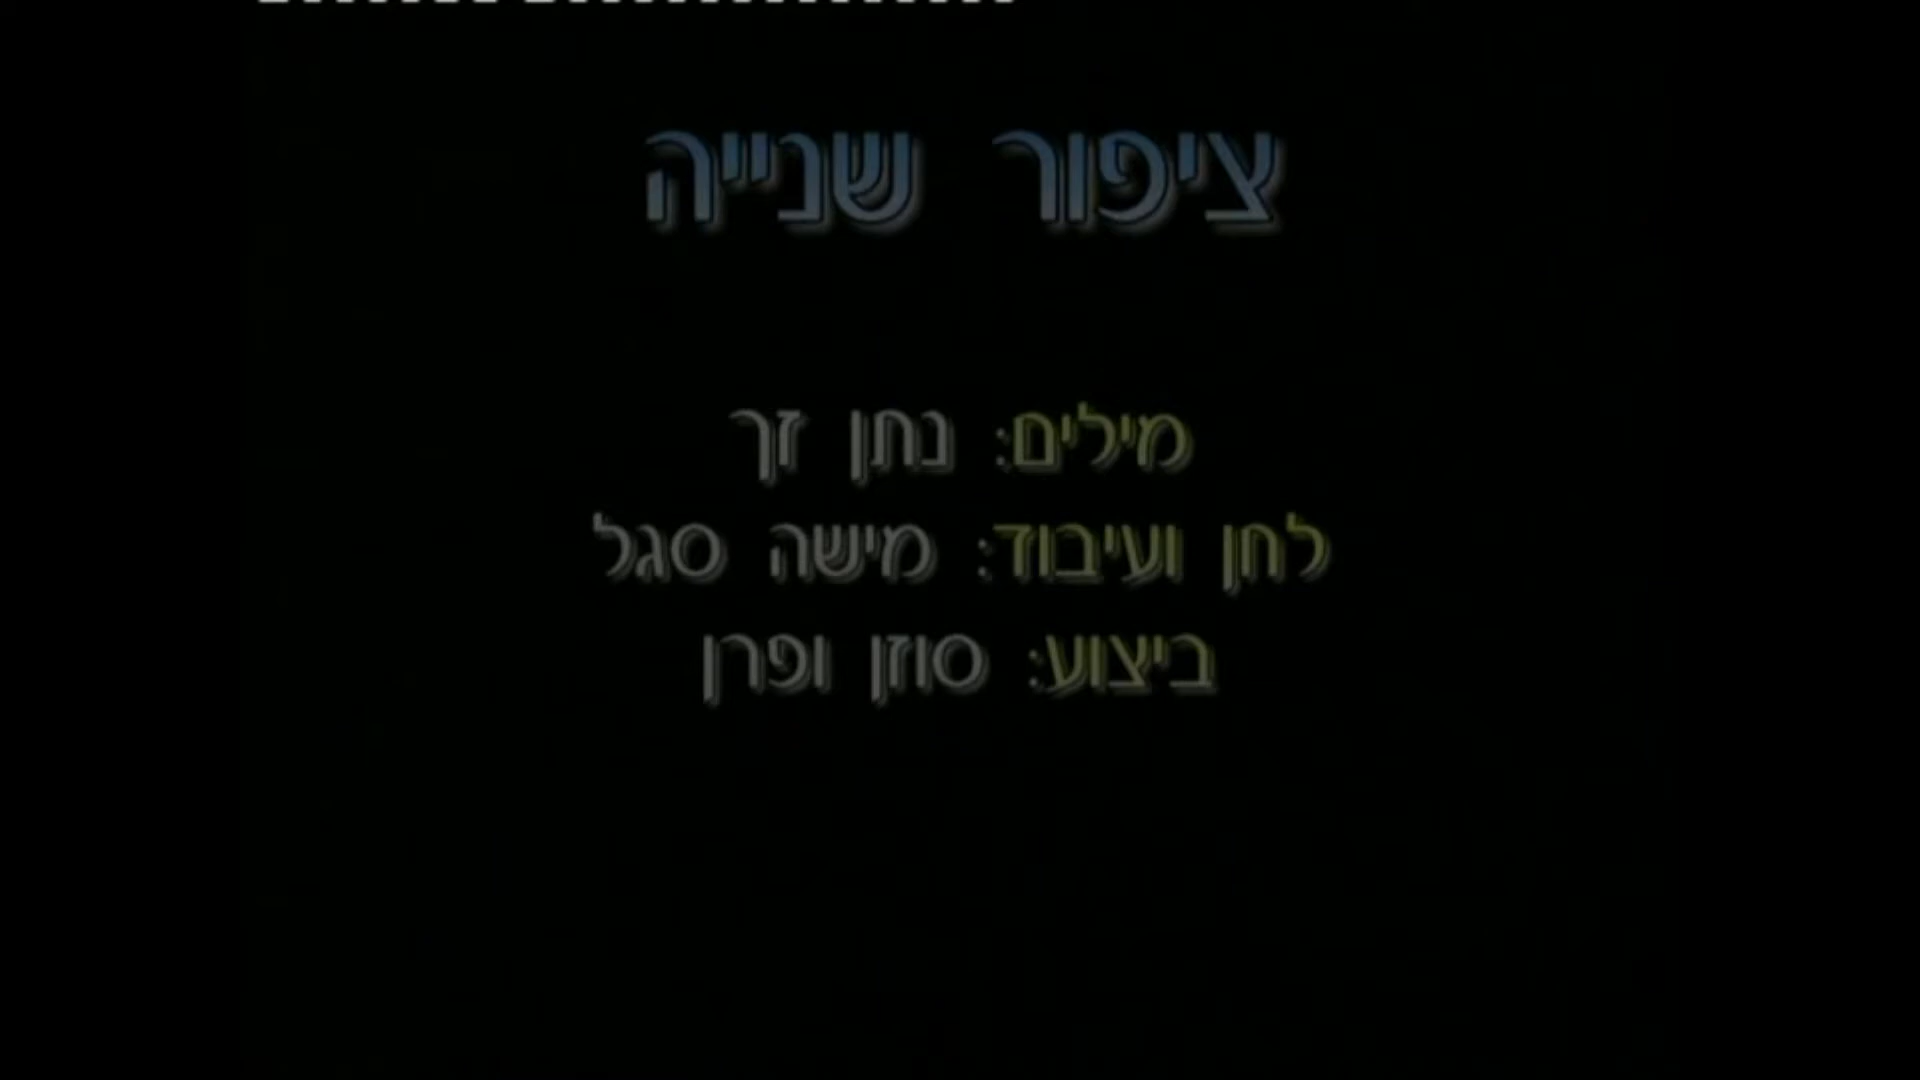 ציפור שנייה
מילים: נתן זך
לחן ועיבוד: מישה סגל
ביצוע: סוזן ופרן